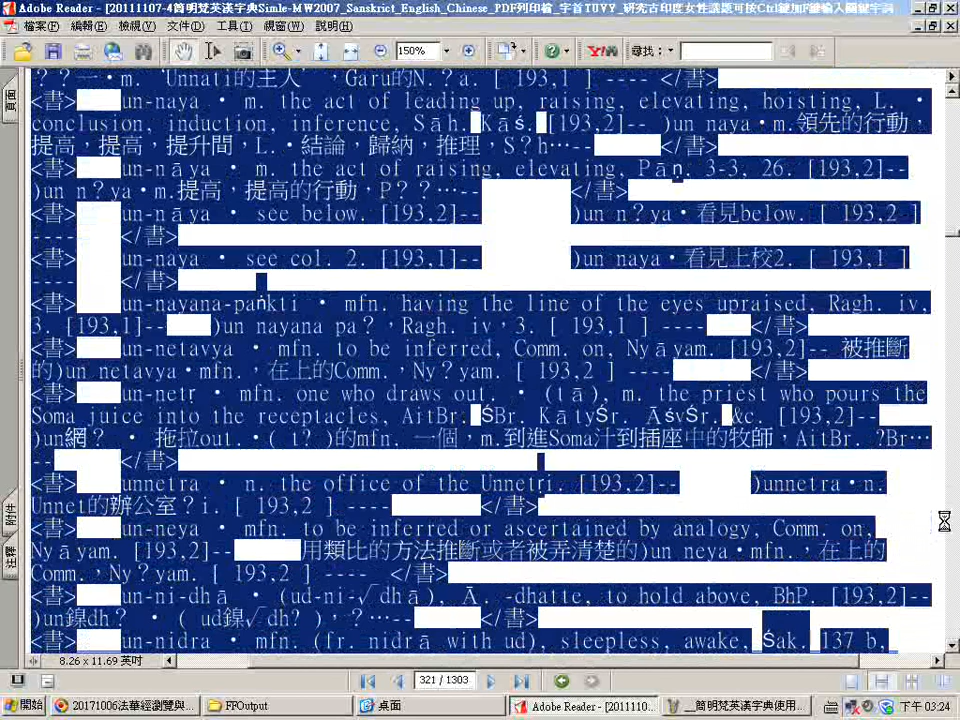 Adobe Reader - [20111107-4簡明梵英漢字典Simle-MW2007_Sanskrict_English_Chinese_PDF列印檔_字首TUVY_研究古印度女性議題可按Ctrl鍵加F鍵輸入關鍵字詞
檔案(F) 編輯(E) 檢視(V) 文件(D) 工具(T) 視窗(W) 說明(H)
150% Y! 尋找：
頁面
附件
注釋
？？一‧m.‘Unnati的主人’，Garu的N.？a. [ 193,1 ] ---- </書>
<書> un-naya ‧ m. the act of leading up, raising, elevating, hoisting, L. ‧
conclusion, induction, inference, Sāh. Kāś. [193,2]-- )un naya‧m.領先的行動，
提高，提高，提升間，L.‧結論，歸納，推理，S？h…-- </書>
<書> un-nāya ‧ m. the act of raising, elevating, Pāṇ. 3-3, 26. [193,2]--
)un n？ya‧m.提高，提高的行動，P？？…-- </書>
<書> un-nāya ‧ see below. [193,2]-- )un n？ya‧看見below. [ 193,2 ]
---- </書>
<書> un-naya ‧ see col. 2. [193,1]-- )un naya‧看見上校2. [ 193,1 ]
---- </書>
<書> un-nayana-paṅkti ‧ mfn. having the line of the eyes upraised, Ragh. iv,
3. [193,1]-- )un nayana pa？，Ragh. iv，3. [ 193,1 ] ---- </書>
<書> un-netavya ‧ mfn. to be inferred, Comm. on, Nyāyam. [193,2]-- 被推斷
的)un netavya‧mfn.，在上的Comm.，Ny？yam. [ 193,2 ] ---- </書>
<書> un-netṛ ‧ mfn. one who draws out. ‧ (tā), m. the priest who pours the
Soma juice into the receptacles, AitBr. ŚBr. KātyŚr. ĀśvŚr. &c. [193,2]--
)un網？ ‧ 拖拉out.‧( t？)的mfn. 一個，m.到進Soma汁到插座中的牧師，AitBr. ?Br…
-- </書>
<書> unnetra ‧ n. the office of the Unnetṛi. [193,2]-- )unnetra‧n.
Unnet的辦公室？i. [ 193,2 ] ---- </書>
<書> un-neya ‧ mfn. to be inferred or ascertained by analogy, Comm. on,
Nyāyam. [193,2]-- 用類比的方法推斷或者被弄清楚的)un neya‧mfn.，在上的
Comm.，Ny？yam. [ 193,2 ] ---- </書>
<書> un-ni-dhā ‧ (ud-ni-√dhā), Ā. -dhatte, to hold above, BhP. [193,2]--
)un鎳dh？ ‧ ( ud鎳√dh? )，？…-- </書>
<書> un-nidra ‧ mfn. (fr. nidrā with ud), sleepless, awake, Śak. 137 b,
8.26 x 11.69 英吋
321 / 1303
開始 20171006法華經瀏覽與... FFOutput 桌面 Adobe Reader - [2011110... __簡明梵英漢字典使用... 下午 03:24